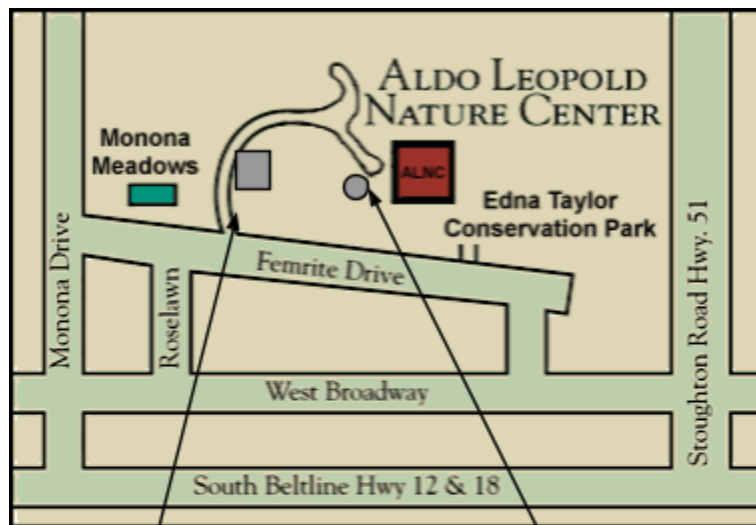 ALDO LEOPOLD
NATURE CENTER
Monona
Meadows
ALNC
Edna Taylor
Conservation Park
Femrite Drive
Monona Drive
Roselawn
Stoughton Road Hwy. 51
West Broadway
South Beltline Hwy 12 & 18